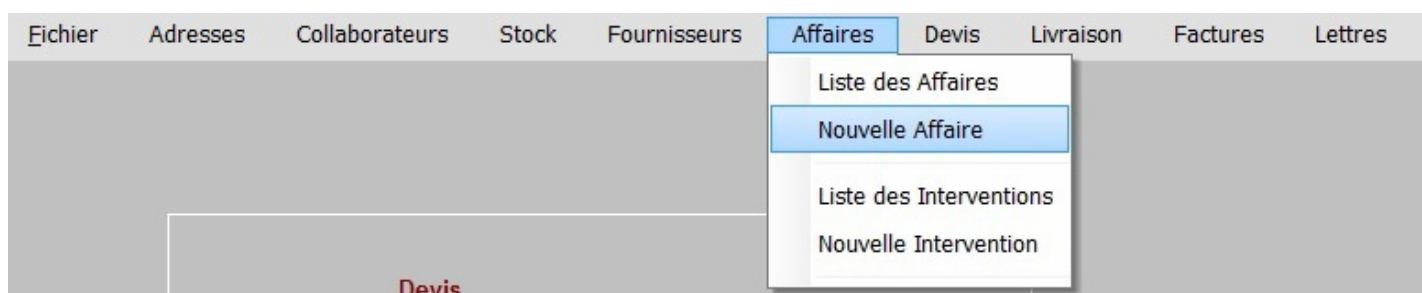 Fichier Adresses Collaborateurs Stock Fournisseurs Affaires Devis Livraison Factures Lettres
Liste des Affaires
Nouvelle Affaire
Liste des Interventions
Nouvelle Intervention
Devis